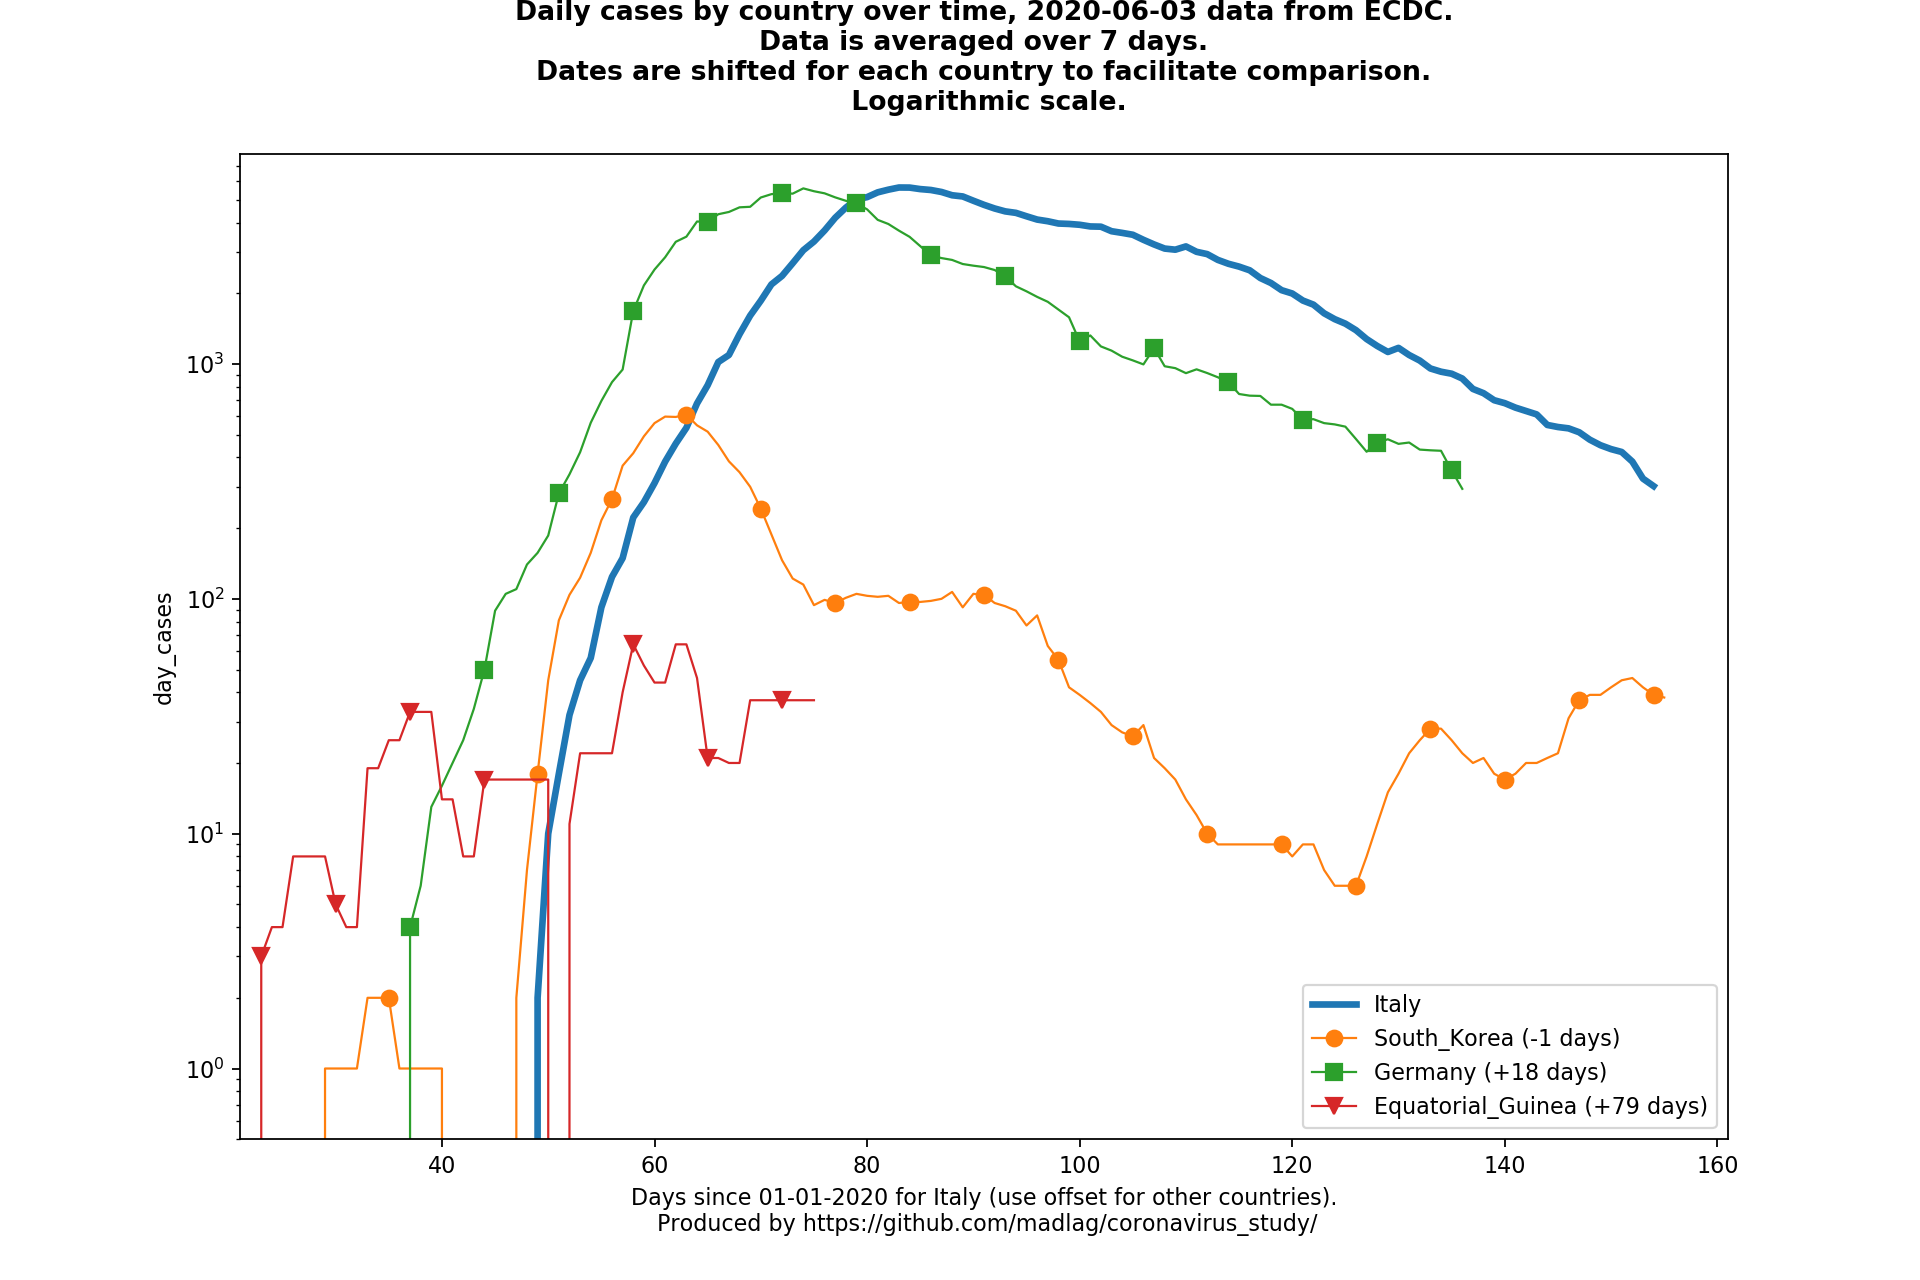 Daily cases by country over time, 2020-06-03 data from ECDC.
Data is averaged over 7 days.
Dates are shifted for each country to facilitate comparison.
Logarithmic scale.
10³
10²
10¹
10⁰
day_cases
Italy
South_Korea (-1 days)
Germany (+18 days)
Equatorial_Guinea (+79 days)
40 60 80 100 120 140 160
Days since 01-01-2020 for Italy (use offset for other countries).
Produced by https://github.com/madlag/coronavirus_study/